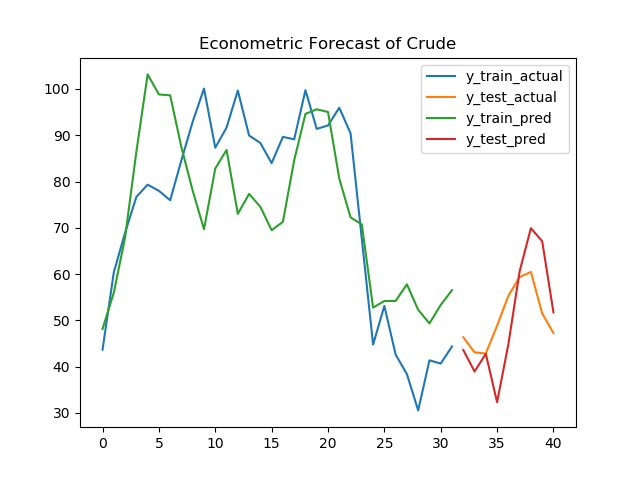 Econometric Forecast of Crude
y_train_actual
y_test_actual
y_train_pred
y_test_pred
100
90
80
70
60
50
40
30
0 5 10 15 20 25 30 35 40